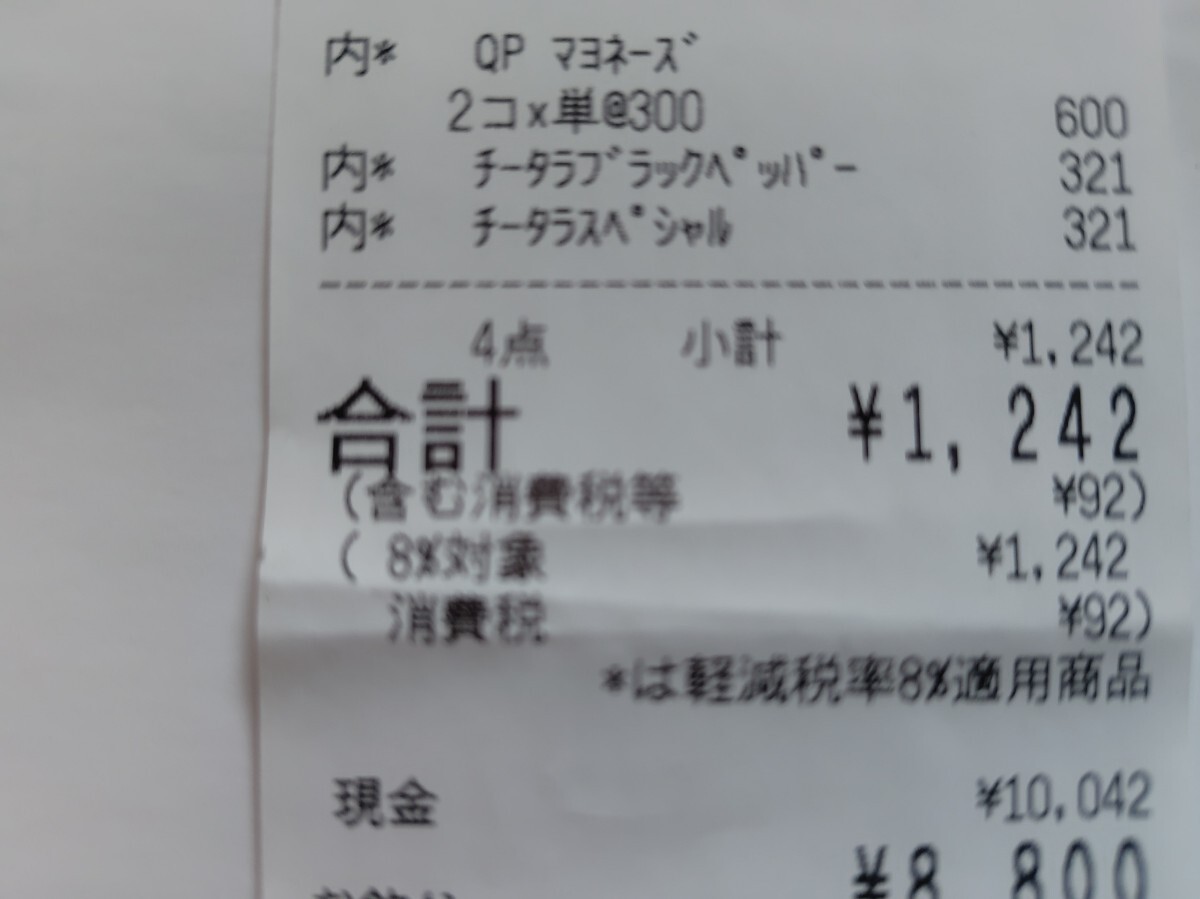 内* QP ﾏﾖﾈｰｽﾞ
2コx単@300 600
内* ﾁｰﾀﾗﾌﾞﾗｯｸﾍﾟｯﾊﾟｰ 321
内* ﾁｰﾀﾗｽﾍﾟｼｬﾙ 321
4点 小計 ¥1,242
合計 ¥1,242
(含む消費税等 ¥92)
( 8%対象 ¥1,242
消費税 ¥92)
*は軽減税率8%適用商品
現金 ¥10,042
¥8,800